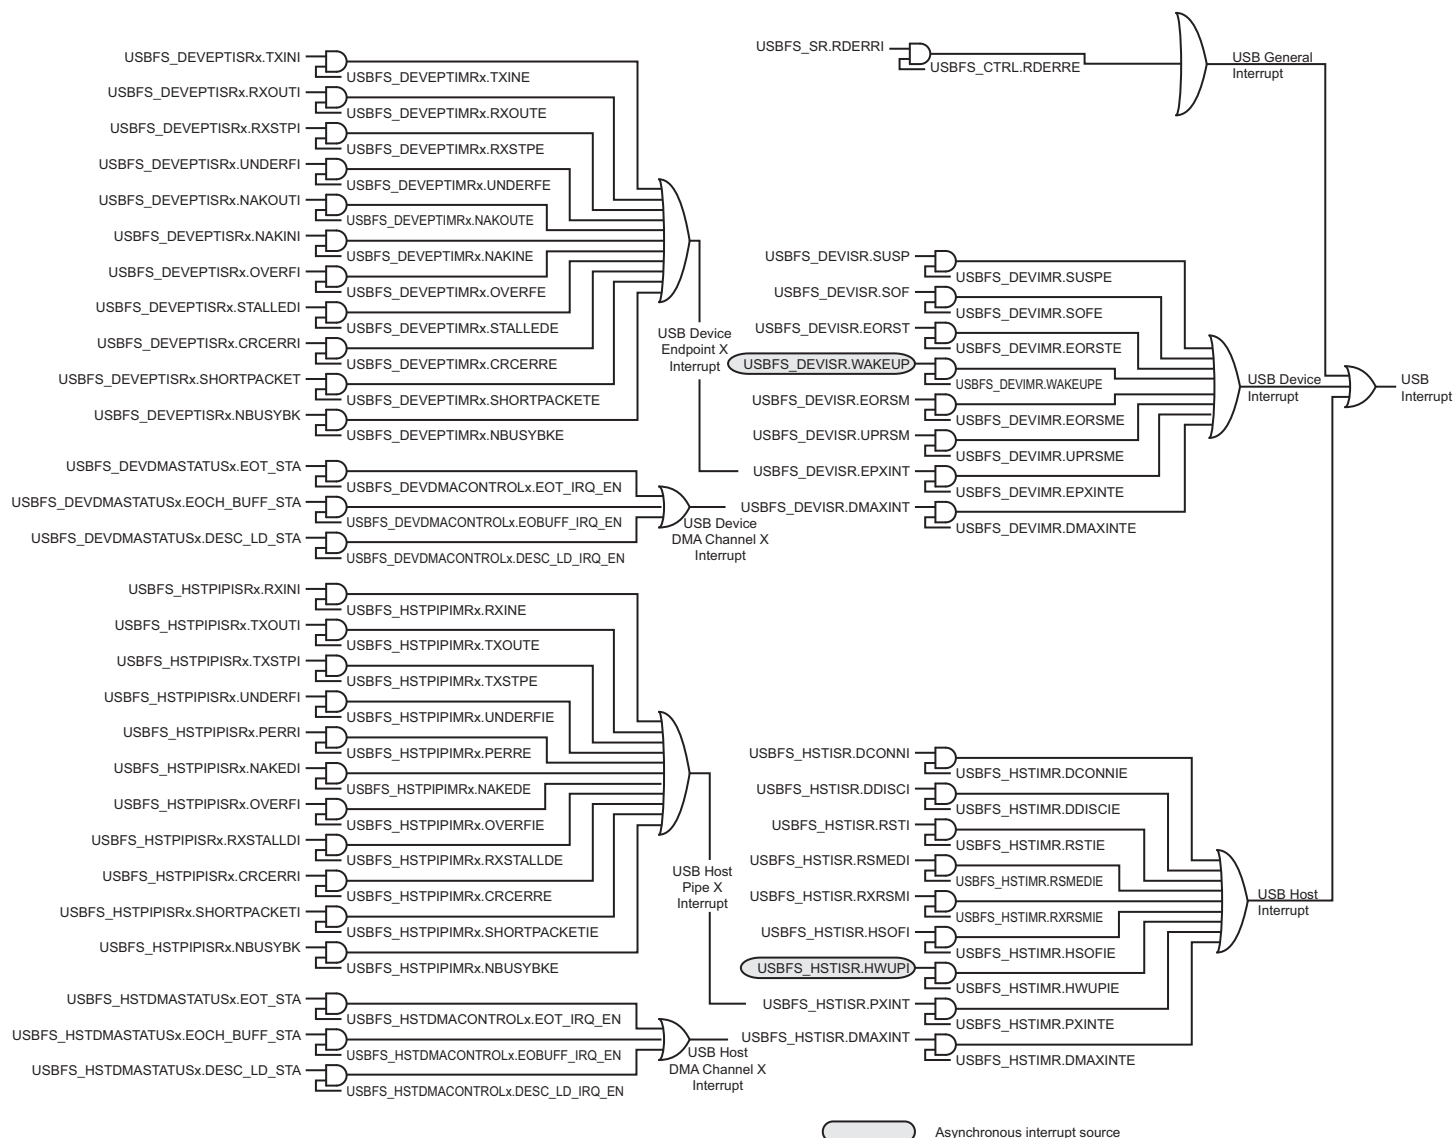 USBFS_DEVEPTISRx.TXINI
USBFS_DEVEPTIMRx.TXINE
USBFS_DEVEPTISRx.RXOUTI
USBFS_DEVEPTIMRx.RXOUTE
USBFS_DEVEPTISRx.RXSTPI
USBFS_DEVEPTIMRx.RXSTPE
USBFS_DEVEPTISRx.UNDERFI
USBFS_DEVEPTIMRx.UNDERFE
USBFS_DEVEPTISRx.NAKOUTI
USBFS_DEVEPTIMRx.NAKOUTE
USBFS_DEVEPTISRx.NAKINI
USBFS_DEVEPTIMRx.NAKINE
USBFS_DEVEPTISRx.OVERFI
USBFS_DEVEPTIMRx.OVERFE
USBFS_DEVEPTISRx.STALLEDI
USBFS_DEVEPTIMRx.STALLEDE
USBFS_DEVEPTISRx.CRCERRI
USBFS_DEVEPTIMRx.CRCERRE
USBFS_DEVEPTISRx.SHORTPACKET
USBFS_DEVEPTIMRx.SHORTPACKETE
USBFS_DEVEPTISRx.NBUSYBK
USBFS_DEVEPTIMRx.NBUSYBKE
USB Device
Endpoint X
Interrupt
USBFS_DEVDMASTATUSx.EOT_STA
USBFS_DEVDMACONTROLx.EOT_IRQ_EN
USBFS_DEVDMASTATUSx.EOCH_BUFF_STA
USBFS_DEVDMACONTROLx.EOBUFF_IRQ_EN
USBFS_DEVDMASTATUSx.DESC_LD_STA
USBFS_DEVDMACONTROLx.DESC_LD_IRQ_EN
USB Device
DMA Channel X
Interrupt
USBFS_HSTPIPISRx.RXINI
USBFS_HSTPIPIMRx.RXINE
USBFS_HSTPIPISRx.TXOUTI
USBFS_HSTPIPIMRx.TXOUTE
USBFS_HSTPIPISRx.TXSTPI
USBFS_HSTPIPIMRx.TXSTPE
USBFS_HSTPIPISRx.UNDERFI
USBFS_HSTPIPIMRx.UNDERFIE
USBFS_HSTPIPISRx.PERRI
USBFS_HSTPIPIMRx.PERRE
USBFS_HSTPIPISRx.NAKEDI
USBFS_HSTPIPIMRx.NAKEDE
USBFS_HSTPIPISRx.OVERFI
USBFS_HSTPIPIMRx.OVERFIE
USBFS_HSTPIPISRx.RXSTALLDI
USBFS_HSTPIPIMRx.RXSTALLDE
USBFS_HSTPIPISRx.CRCERRI
USBFS_HSTPIPIMRx.CRCERRE
USBFS_HSTPIPISRx.SHORTPACKETI
USBFS_HSTPIPIMRx.SHORTPACKETIE
USBFS_HSTPIPISRx.NBUSYBK
USBFS_HSTPIPIMRx.NBUSYBKE
USB Host
Pipe X
Interrupt
USBFS_HSTDMASTATUSx.EOT_STA
USBFS_HSTDMACONTROLx.EOT_IRQ_EN
USBFS_HSTDMASTATUSx.EOCH_BUFF_STA
USBFS_HSTDMACONTROLx.EOBUFF_IRQ_EN
USBFS_HSTDMASTATUSx.DESC_LD_STA
USBFS_HSTDMACONTROLx.DESC_LD_IRQ_EN
USB Host
DMA Channel X
Interrupt
USBFS_SR.RDERRI
USBFS_CTRL.RDERRE
USB General
Interrupt
USBFS_DEVISR.SUSP
USBFS_DEVIMR.SUSPE
USBFS_DEVISR.SOF
USBFS_DEVIMR.SOFE
USBFS_DEVISR.EORST
USBFS_DEVIMR.EORSTE
USBFS_DEVISR.WAKEUP
USBFS_DEVIMR.WAKEUPE
USBFS_DEVISR.EORSM
USBFS_DEVIMR.EORSME
USBFS_DEVISR.UPRSM
USBFS_DEVIMR.UPRSME
USBFS_DEVISR.EPXINT
USBFS_DEVIMR.EPXINTE
USBFS_DEVISR.DMAXINT
USBFS_DEVIMR.DMAXINTE
USB Device
Interrupt
USB
Interrupt
USBFS_HSTISR.DCONNI
USBFS_HSTIMR.DCONNIE
USBFS_HSTISR.DDISCI
USBFS_HSTIMR.DDISCIE
USBFS_HSTISR.RSTI
USBFS_HSTIMR.RSTIE
USBFS_HSTISR.RSMEDI
USBFS_HSTIMR.RSMEDIE
USBFS_HSTISR.RXRSMI
USBFS_HSTIMR.RXRSMIE
USBFS_HSTISR.HSOFI
USBFS_HSTIMR.HSOFIE
USBFS_HSTISR.HWUPI
USBFS_HSTIMR.HWUPIE
USBFS_HSTISR.PXINT
USBFS_HSTIMR.PXINTE
USBFS_HSTISR.DMAXINT
USBFS_HSTIMR.DMAXINTE
USB Host
Interrupt
Asynchronous interrupt source